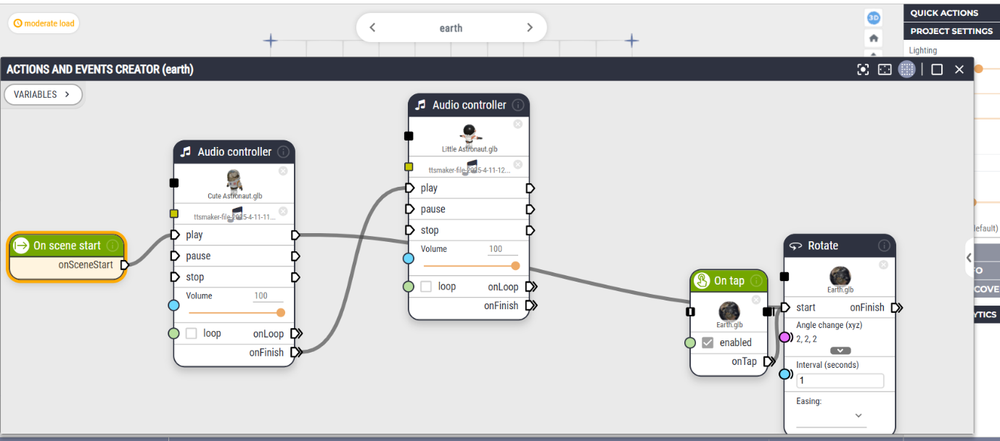 moderate load
earth
3D
QUICK ACTIONS
PROJECT SETTINGS
Lighting
ACTIONS AND EVENTS CREATOR (earth)
VARIABLES
On scene start
onSceneStart
Audio controller
Cute Astronaut.glb
ttsmaker-file-2025-4-11-11...
play
pause
stop
Volume
100
loop
onLoop
onFinish
Audio controller
Little Astronaut.glb
ttsmaker-file-2025-4-11-12...
play
pause
stop
Volume
100
loop
onLoop
onFinish
On tap
Earth.glb
enabled
onTap
Rotate
Earth.glb
start
onFinish
Angle change (xyz)
2, 2, 2
Interval (seconds)
1
Easing: